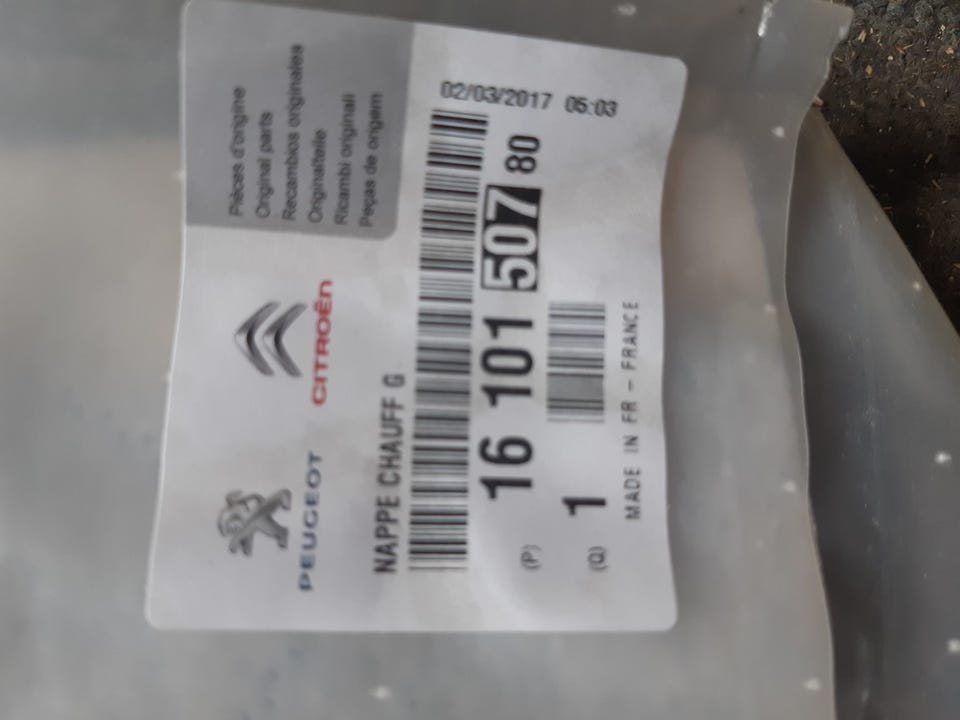 PEUGEOT
CITROËN
Pièces d'origine
Original parts
Recambios originales
Originalteile
Ricambi originali
Peças de origem
NAPPE CHAUFF G
02/03/2017 05:03
(P) 16 101 507 80
(Q) 1
MADE IN FR - FRANCE